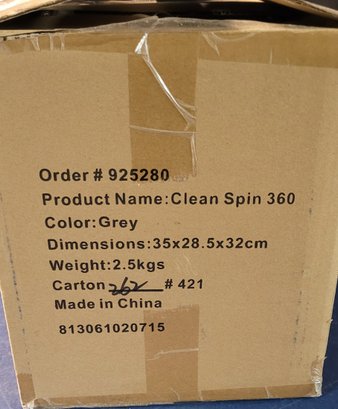 Order # 925280
Product Name:Clean Spin 360
Color:Grey
Dimensions:35x28.5x32cm
Weight:2.5kgs
Carton 262 # 421
Made in China
813061020715